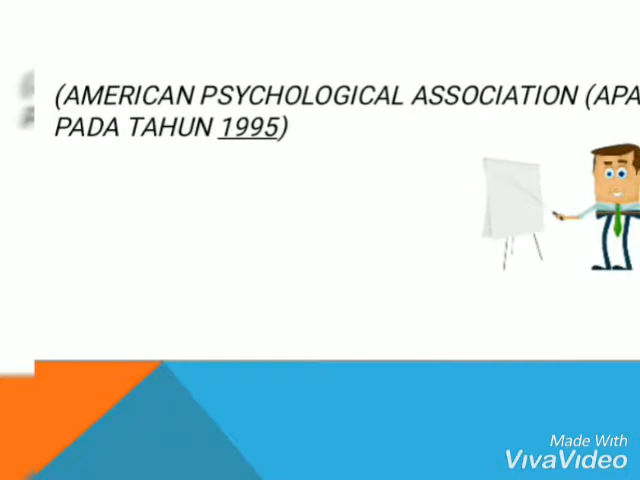 (AMERICAN PSYCHOLOGICAL ASSOCIATION (APA
PADA TAHUN 1995)
Made With
VivaVideo